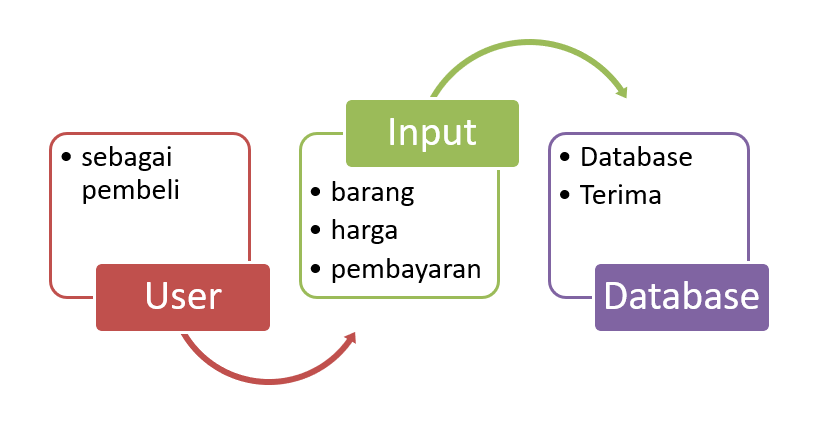 • sebagai
pembeli
User
Input
• barang
• harga
• pembayaran
• Database
• Terima
Database